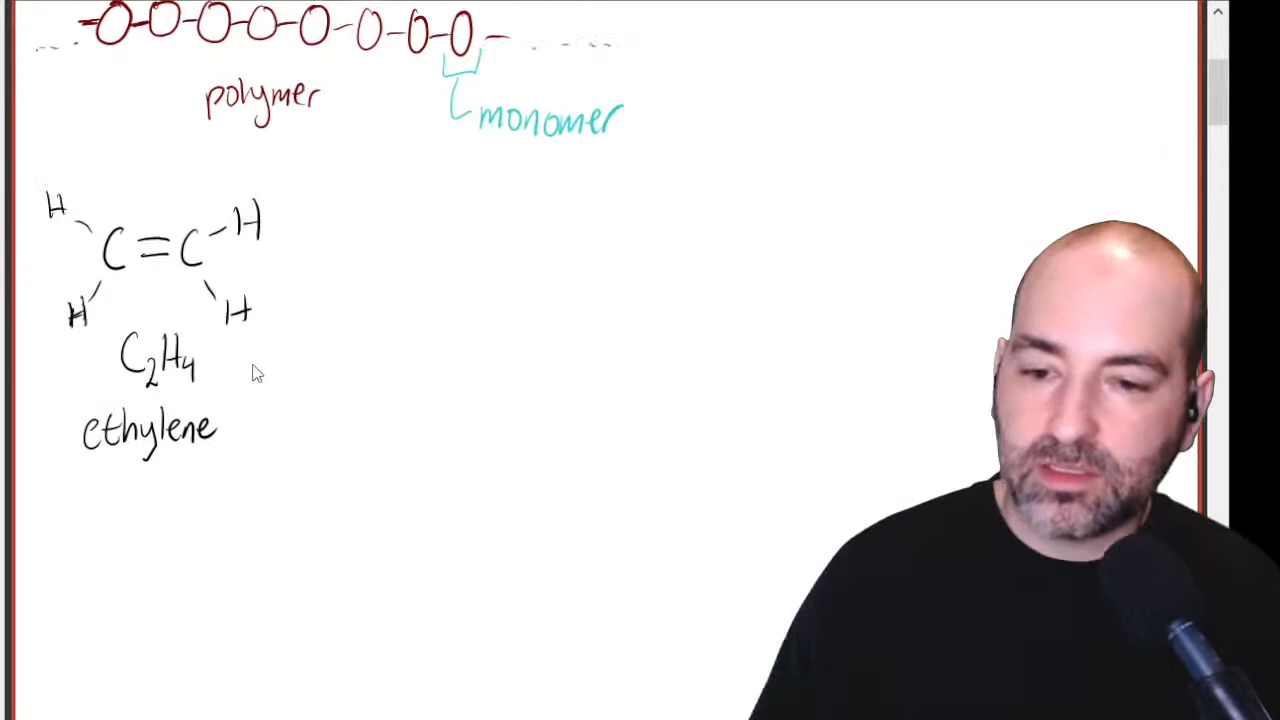 polymer
monomer
H
C=C
H
H
H
C₂H₄
ethylene